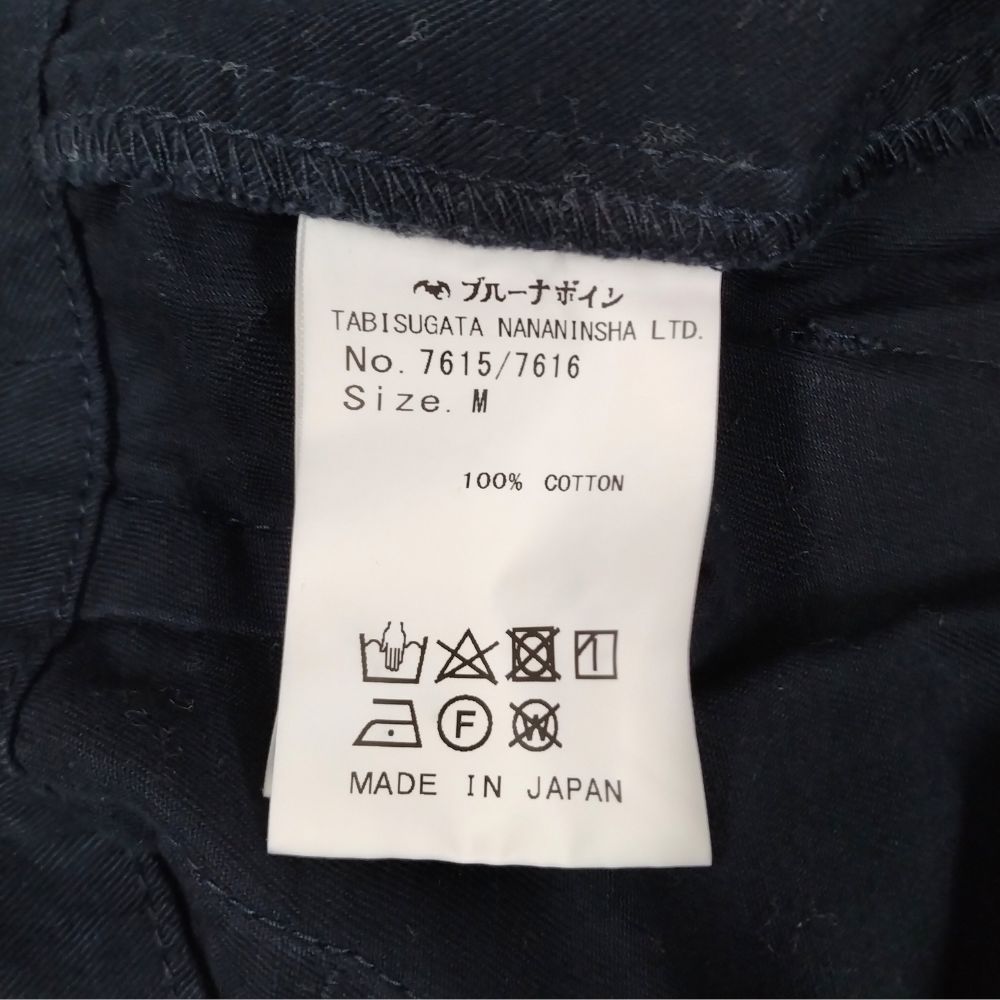 ブルーナボイン
TABISUGATA NANANINSHA LTD.
No. 7615/7616
Size. M
100% COTTON
F W
MADE IN JAPAN